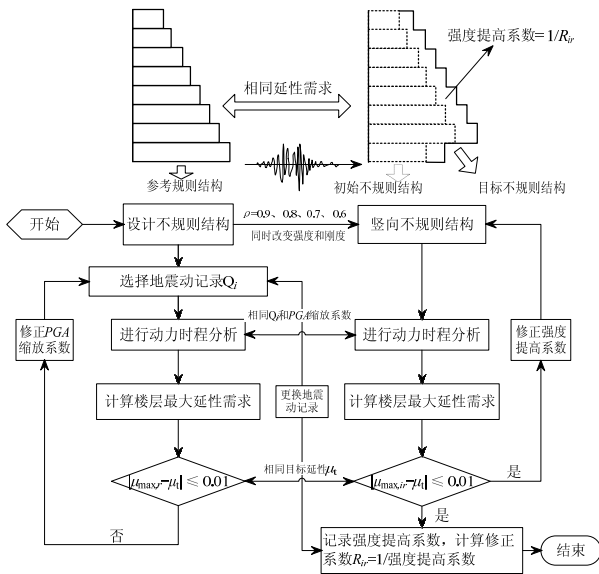 强度提高系数=1/Rir
相同延性需求
参考规则结构
初始不规则结构
目标不规则结构
开始
设计不规则结构
ρ=0.9、0.8、0.7、0.6
同时改变强度和刚度
竖向不规则结构
选择地震动记录Qi
修正PGA
缩放系数
进行动力时程分析
相同Qi和PGA缩放系数
进行动力时程分析
修正强度
提高系数
计算楼层最大延性需求
更换地震
动记录
计算楼层最大延性需求
|μmax,r-μt|≤0.01
相同目标延性μt
|μmax,ir-μt|≤0.01
是
否
是
记录强度提高系数，计算修正
系数Rir=1/强度提高系数
结束